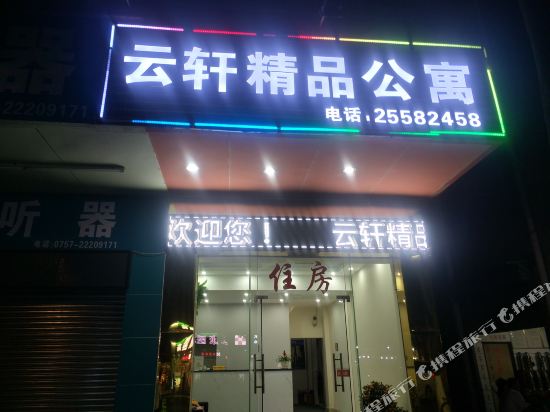 云轩精品公寓
电话:25582458
器
0757-22209171
听 器
电话:0757-22209171
欢迎您! 云轩精品
住房
携程旅行
携程旅行